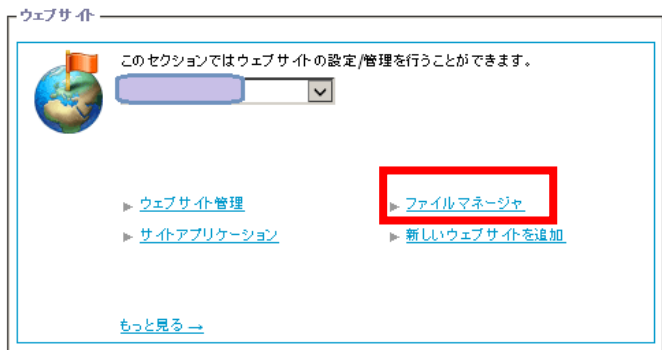 ウェブサイト
このセクションではウェブサイトの設定/管理を行うことができます。
ウェブサイト管理
ファイルマネージャ
サイトアプリケーション
新しいウェブサイトを追加
もっと見る →